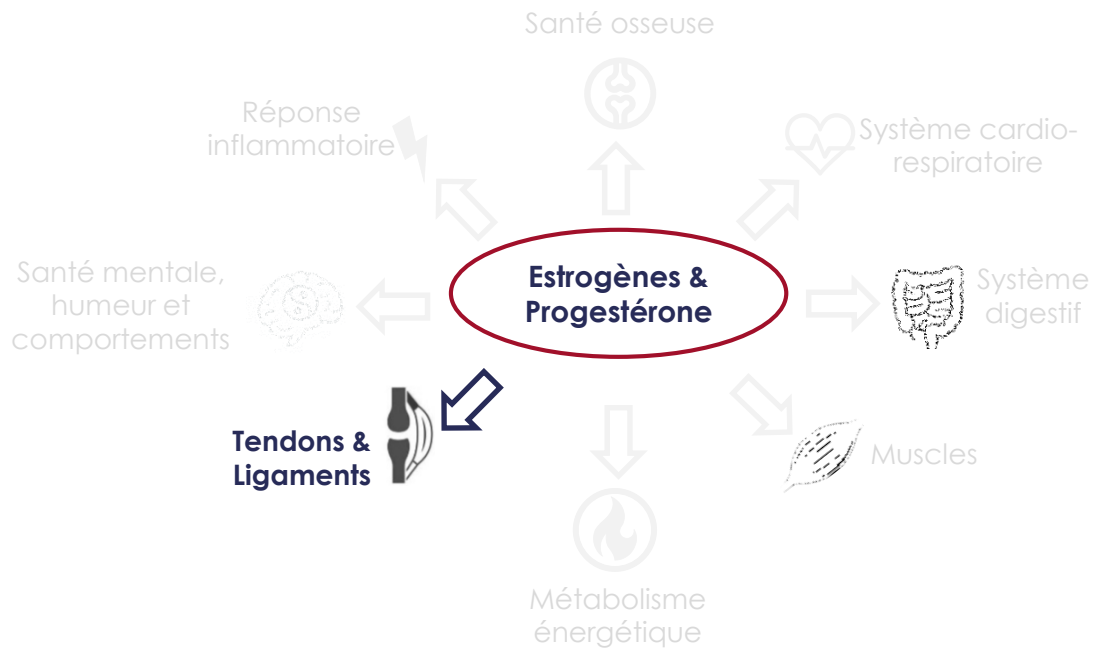 Santé osseuse
Réponse
inflammatoire
Système cardio-
respiratoire
Santé mentale,
humeur et
comportements
Estrogènes &
Progestérone
Système
digestif
Tendons &
Ligaments
Muscles
Métabolisme
énergétique